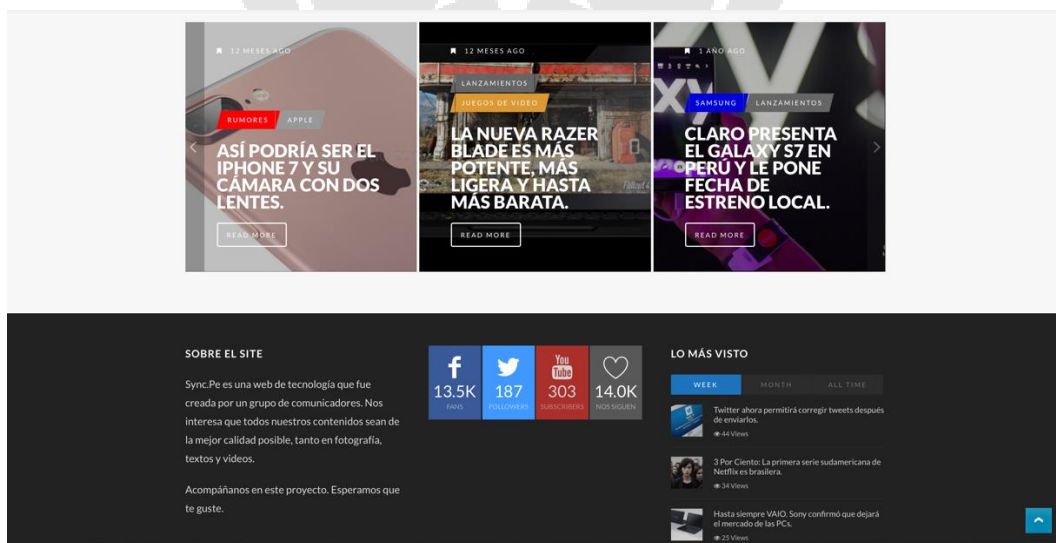 12 MESES AGO
RUMORES APPLE
ASÍ PODRÍA SER EL
IPHONE 7 Y SU
CÁMARA CON DOS
LENTES.
READ MORE
12 MESES AGO
LANZAMIENTOS
JUEGOS DE VIDEO
LA NUEVA RAZER
BLADE ES MÁS
POTENTE, MÁS
LIGERA Y HASTA
MÁS BARATA.
READ MORE
1 AÑO AGO
SAMSUNG LANZAMIENTOS
CLARO PRESENTA
EL GALAXY S7 EN
PERÚ Y LE PONE
FECHA DE
ESTRENO LOCAL.
READ MORE
SOBRE EL SITE
Sync.Pe es una web de tecnología que fue
creada por un grupo de comunicadores. Nos
interesa que todos nuestros contenidos sean de
la mejor calidad posible, tanto en fotografía,
textos y videos.
Acompáñanos en este proyecto. Esperamos que
te guste.
13.5K
FANS
187
FOLLOWERS
You Tube
303
SUBSCRIBERS
14.0K
NOS SIGUEN
LO MÁS VISTO
WEEK MONTH ALL TIME
Twitter ahora permitirá corregir tweets después
de enviarlos.
44 Views
3 Por Ciento: La primera serie sudamericana de
Netflix es brasilera.
34 Views
Hasta siempre VAIO. Sony confirmó que dejará
el mercado de las PCs.
25 Views